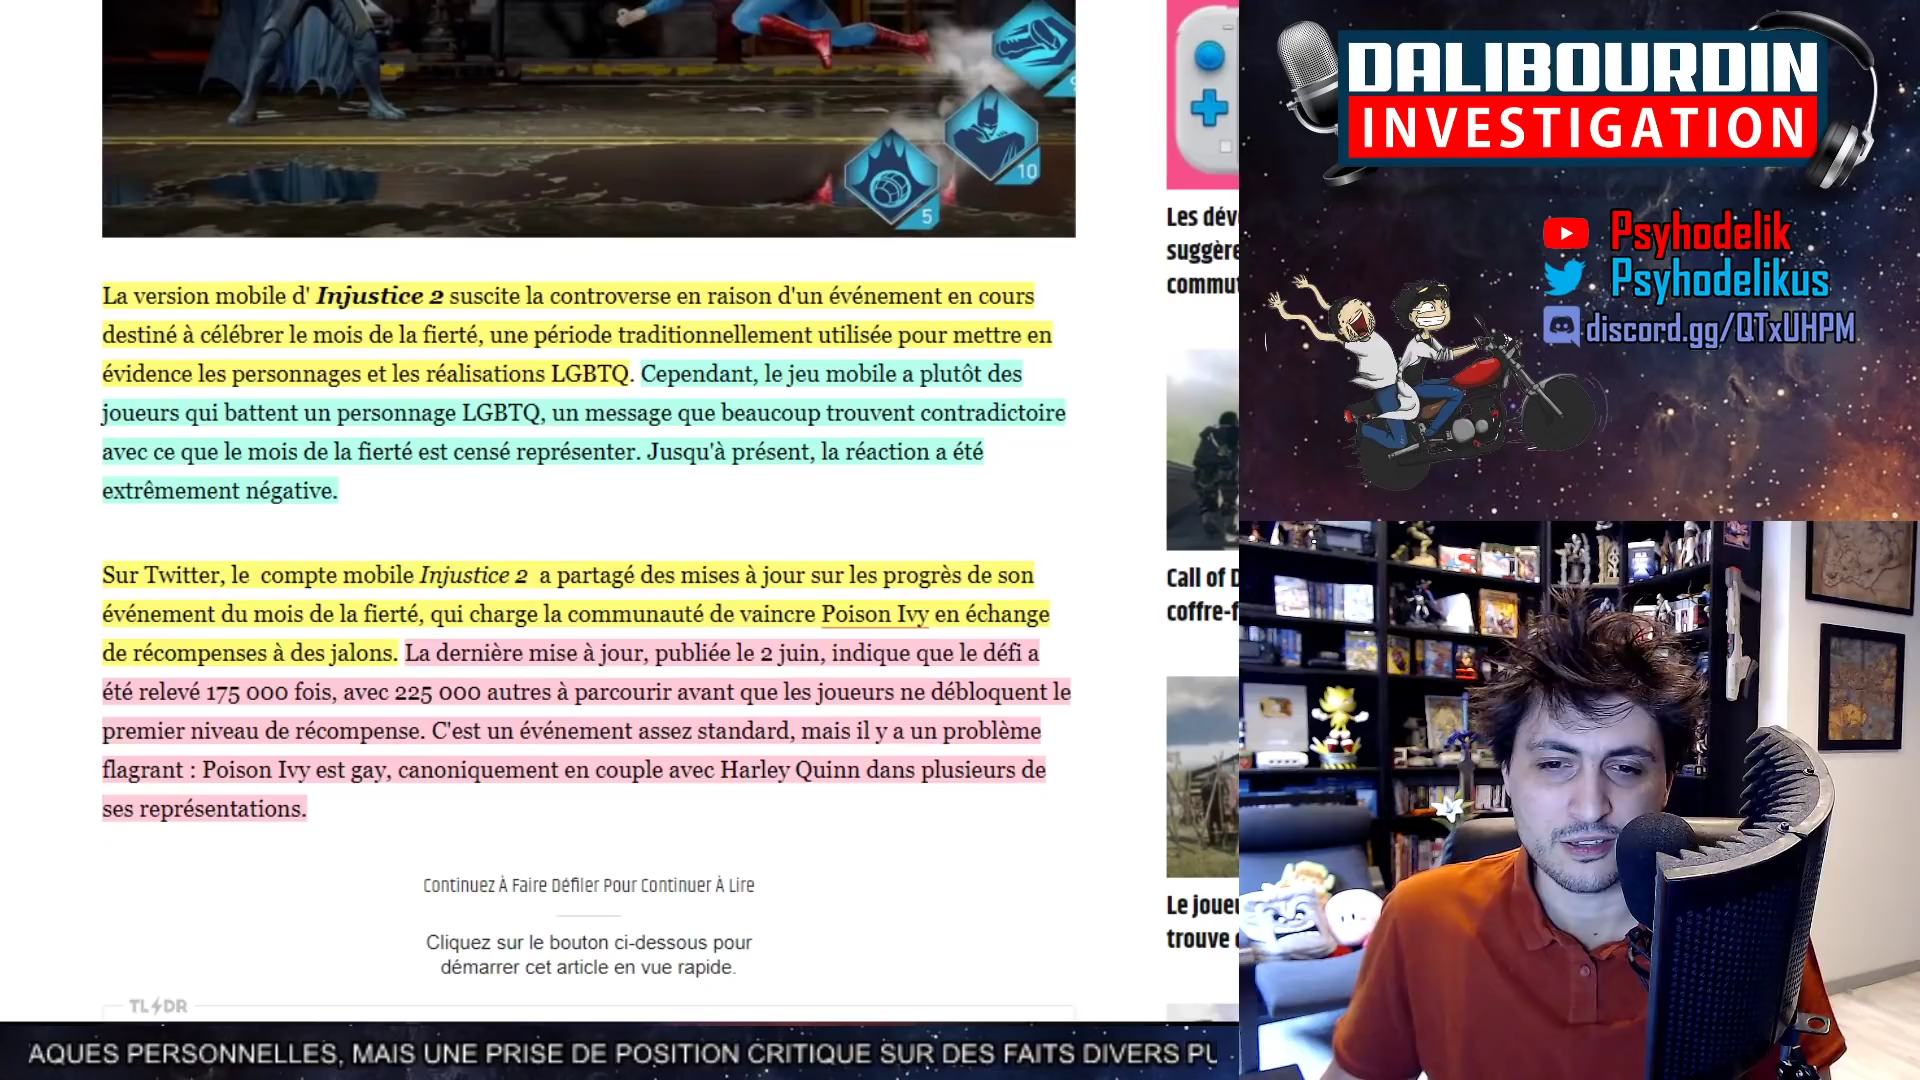 10
5
La version mobile d' Injustice 2 suscite la controverse en raison d'un événement en cours
destiné à célébrer le mois de la fierté, une période traditionnellement utilisée pour mettre en
évidence les personnages et les réalisations LGBTQ. Cependant, le jeu mobile a plutôt des
joueurs qui battent un personnage LGBTQ, un message que beaucoup trouvent contradictoire
avec ce que le mois de la fierté est censé représenter. Jusqu'à présent, la réaction a été
extrêmement négative.
Sur Twitter, le compte mobile Injustice 2 a partagé des mises à jour sur les progrès de son
événement du mois de la fierté, qui charge la communauté de vaincre Poison Ivy en échange
de récompenses à des jalons. La dernière mise à jour, publiée le 2 juin, indique que le défi a
été relevé 175 000 fois, avec 225 000 autres à parcourir avant que les joueurs ne débloquent le
premier niveau de récompense. C'est un événement assez standard, mais il y a un problème
flagrant : Poison Ivy est gay, canoniquement en couple avec Harley Quinn dans plusieurs de
ses représentations.
Continuez À Faire Défiler Pour Continuer À Lire
Cliquez sur le bouton ci-dessous pour
démarrer cet article en vue rapide.
TL DR
Les dév
suggère
commu
Call of D
coffre-f
Le joue
trouve
DALIBOURDIN
INVESTIGATION
Psyhodelik
Psyhodelikus
discord.gg/QTxUHPM
AQUES PERSONNELLES, MAIS UNE PRISE DE POSITION CRITIQUE SUR DES FAITS DIVERS PU